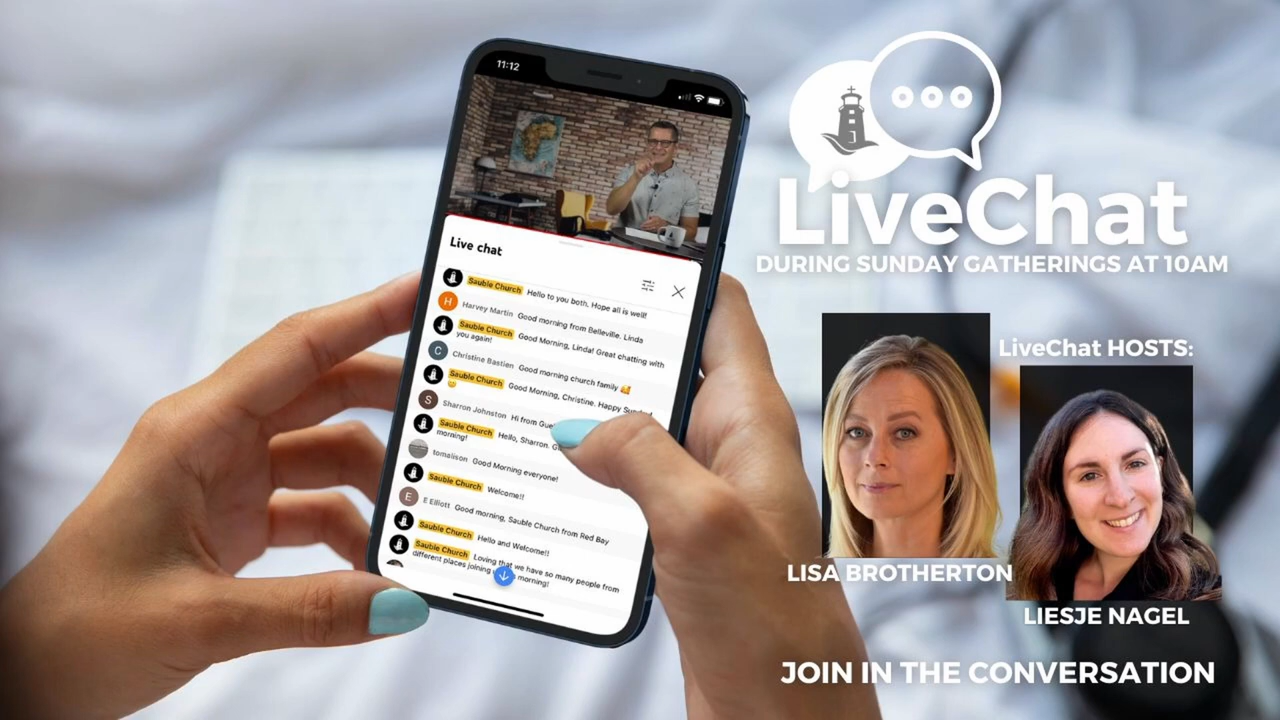 11:12
Live chat
Sauble Church Hello to you both. Hope all is well!
H Harvey Martin Good morning from Belleville. Linda
Sauble Church Good Morning, Linda! Great chatting with
you again!
C Christine Bastien Good morning church family
Sauble Church Good Morning, Christine. Happy
S Sharron Johnston Hi from
Sauble Church Hello, Sharron.
morning!
tomalison Good Morning everyone!
Sauble Church Welcome!!
E E Elliott Good morning, Sauble Church from Red Bay
Sauble Church Hello and Welcome!!
Sauble Church Loving that we have so many people from
different places joining morning!
LiveChat
DURING SUNDAY GATHERINGS AT 10AM
LiveChat HOSTS:
LISA BROTHERTON
LIESJE NAGEL
JOIN IN THE CONVERSATION